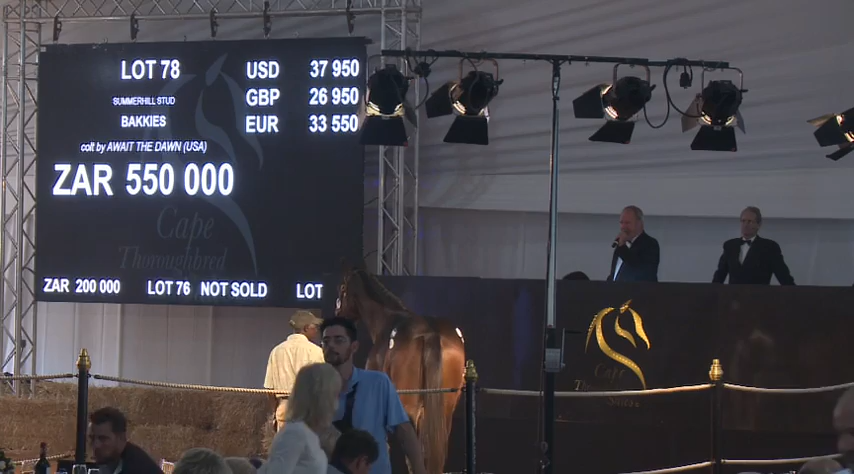 LOT 78 USD 37 950
SUMMERHILL STUD GBP 26 950
BAKKIES EUR 33 550
colt by AWAIT THE DAWN (USA)
ZAR 550 000
Cape
Thoroughbred
ZAR 200 000 LOT 76 NOT SOLD LOT
Cape